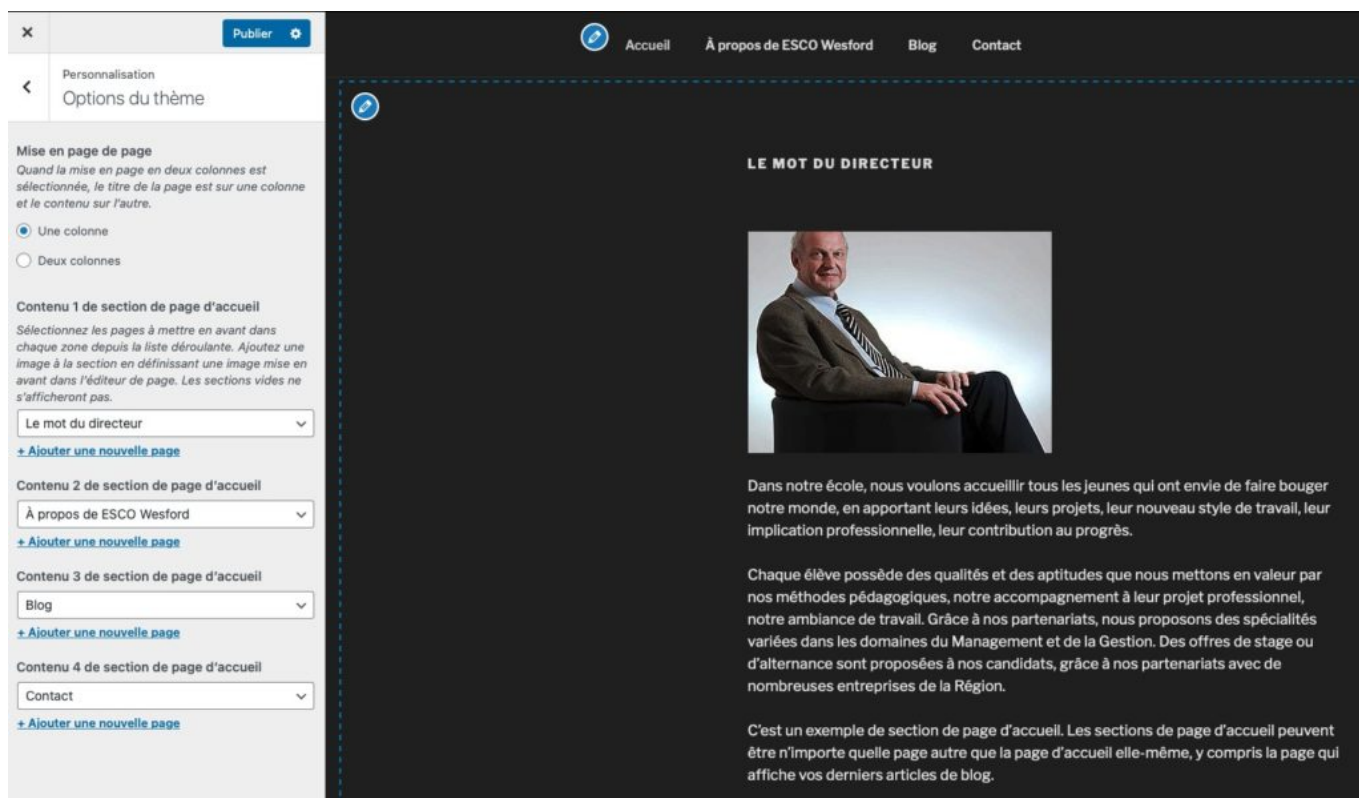 Publier
Personnalisation
Options du thème
Mise en page de page
Quand la mise en page en deux colonnes est
sélectionnée, le titre de la page est sur une colonne
et le contenu sur l'autre.
Une colonne
Deux colonnes
Contenu 1 de section de page d'accueil
Sélectionnez les pages à mettre en avant dans
chaque zone depuis la liste déroulante. Ajoutez une
image à la section en définissant une image mise en
avant dans l'éditeur de page. Les sections vides ne
s'afficheront pas.
Le mot du directeur
+ Ajouter une nouvelle page
Contenu 2 de section de page d'accueil
À propos de ESCO Wesford
+ Ajouter une nouvelle page
Contenu 3 de section de page d'accueil
Blog
+ Ajouter une nouvelle page
Contenu 4 de section de page d'accueil
Contact
+ Ajouter une nouvelle page
Accueil À propos de ESCO Wesford Blog Contact
LE MOT DU DIRECTEUR
Dans notre école, nous voulons accueillir tous les jeunes qui ont envie de faire bouger
notre monde, en apportant leurs idées, leurs projets, leur nouveau style de travail, leur
implication professionnelle, leur contribution au progrès.
Chaque élève possède des qualités et des aptitudes que nous mettons en valeur par
nos méthodes pédagogiques, notre accompagnement à leur projet professionnel,
notre ambiance de travail. Grâce à nos partenariats, nous proposons des spécialités
variées dans les domaines du Management et de la Gestion. Des offres de stage ou
d'alternance sont proposées à nos candidats, grâce à nos partenariats avec de
nombreuses entreprises de la Région.
C'est un exemple de section de page d'accueil. Les sections de page d'accueil peuvent
être n'importe quelle page autre que la page d'accueil elle-même, y compris la page qui
affiche vos derniers articles de blog.